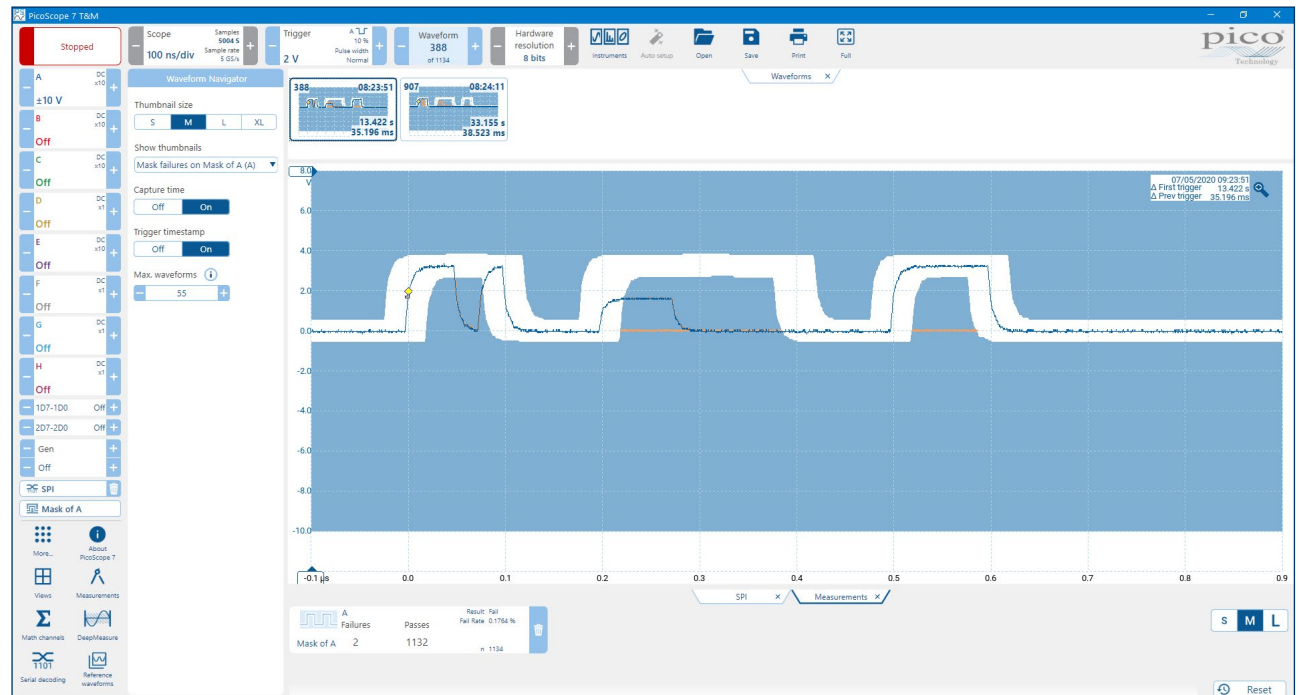 PicoScope 7 T&M
Stopped
Scope
100 ns/div
Samples
5004 S
Sample rate
5 GS/s
Trigger
2 V
A
10 %
Pulse width
Normal
Waveform
388
of 1134
Hardware
resolution
8 bits
Instruments
Auto setup
Open
Save
Print
Full
pico
Technology
A
DC
x10
±10 V
B
DC
x10
Off
C
DC
x10
Off
D
DC
x1
Off
E
DC
x10
Off
F
DC
x1
Off
G
DC
x1
Off
H
DC
x1
Off
1D7-1D0 Off
2D7-2D0 Off
Gen
Off
SPI
Mask of A
More...
About
PicoScope 7
Views
Measurements
Math channels
DeepMeasure
1101
Serial decoding
Reference
waveforms
Waveform Navigator
Thumbnail size
S M L XL
Show thumbnails
Mask failures on Mask of A (A)
Capture time
Off On
Trigger timestamp
Off On
Max. waveforms
55
Waveforms ×
388 08:23:51
13.422 s
35.196 ms
907 08:24:11
33.155 s
38.523 ms
07/05/2020 09:23:51
Δ First trigger 13.422 s
Δ Prev trigger 35.196 ms
8.0
V
6.0
4.0
2.0
0.0
-2.0
-4.0
-6.0
-8.0
-10.0
-0.1 µs 0.0 0.1 0.2 0.3 0.4 0.5 0.6 0.7 0.8 0.9
SPI × Measurements ×
A
Failures
Passes
Result Fail
Fail Rate 0.1764 %
Mask of A 2 1132
n 1134
S M L
Reset